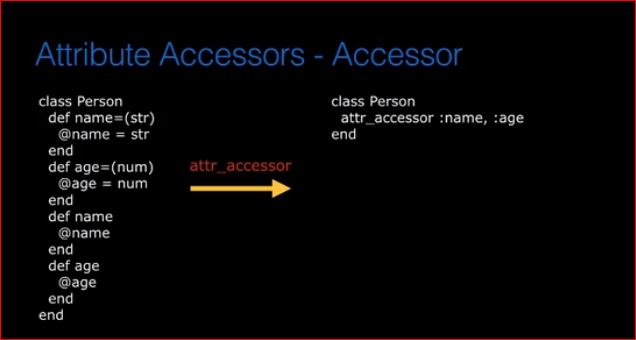 Attribute Accessors - Accessor
class Person
def name=(str)
@name = str
end
def age=(num)
@age = num
end
def name
@name
end
def age
@age
end
end
attr_accessor
class Person
attr_accessor :name, :age
end